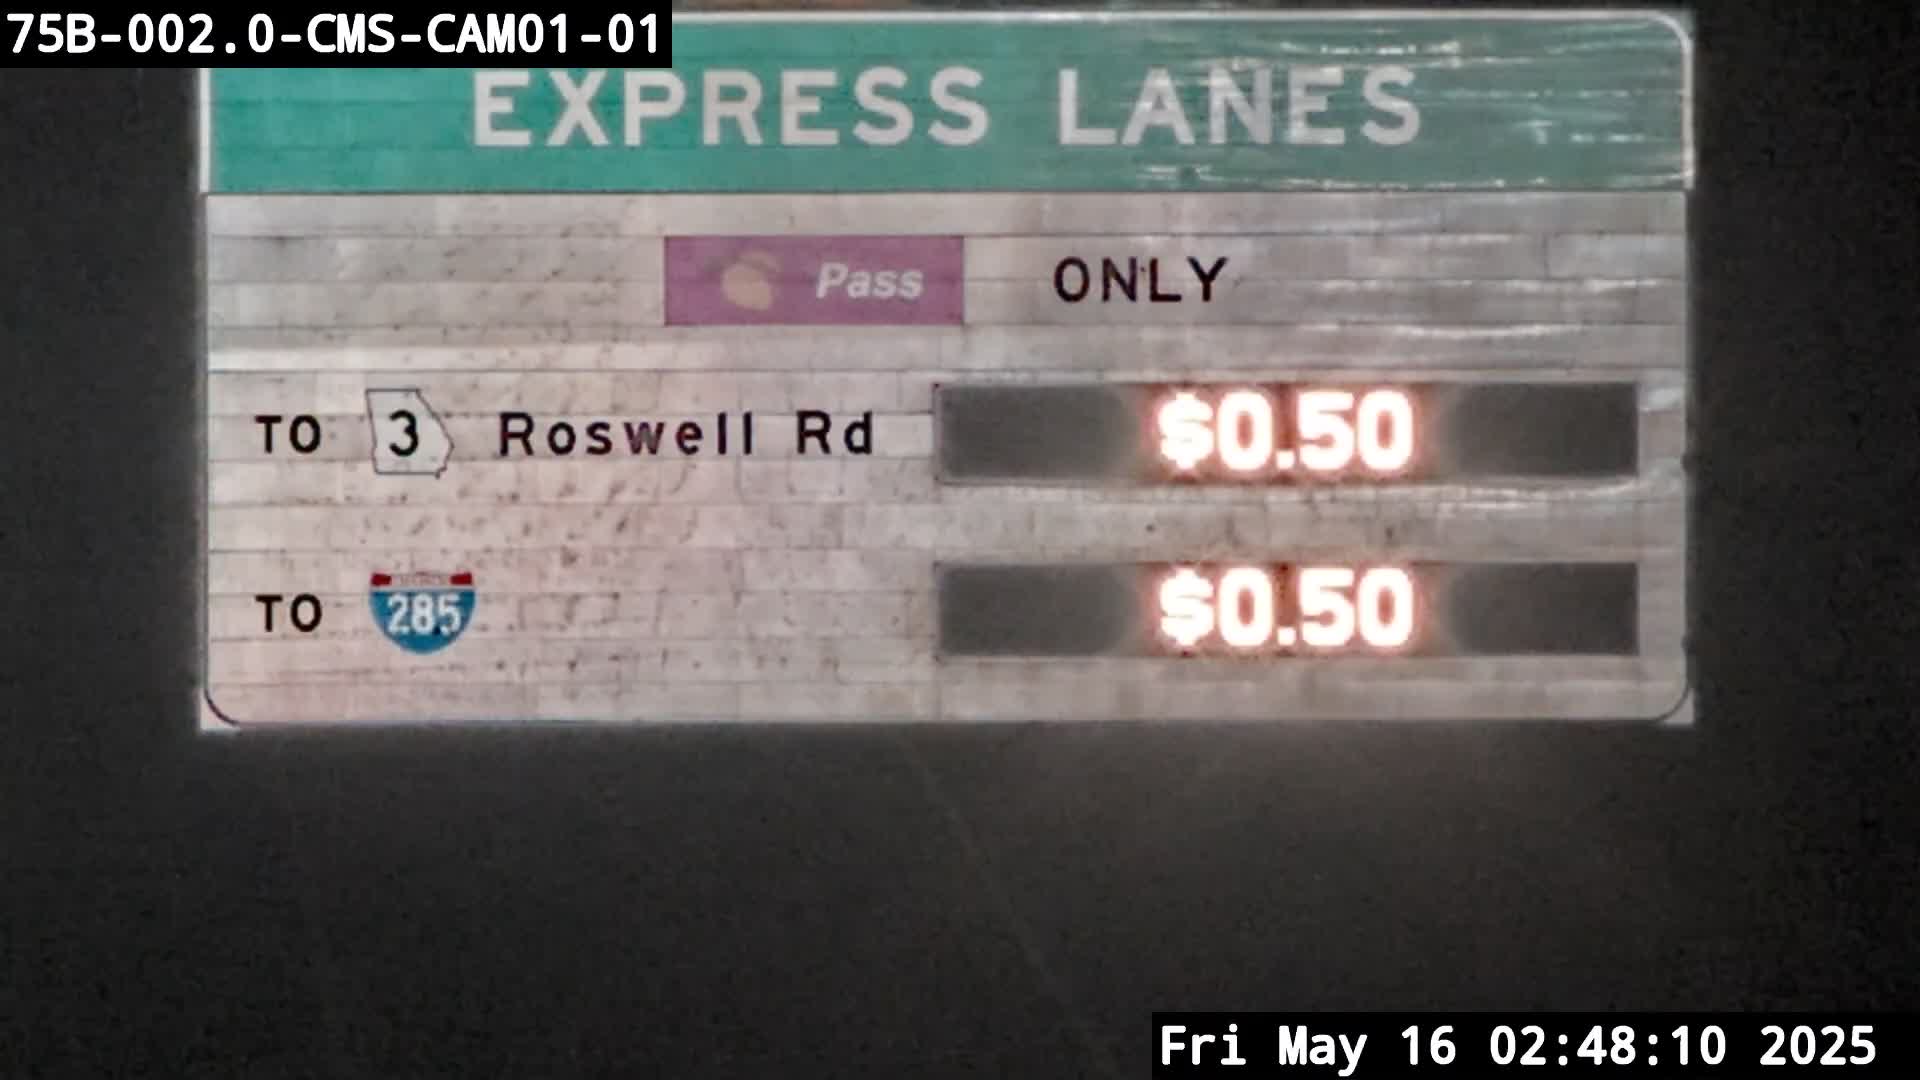 75B-002.0-CMS-CAM01-01
EXPRESS LANES
Pass ONLY
TO 3 Roswell Rd $0.50
TO 285 $0.50
Fri May 16 02:48:10 2025